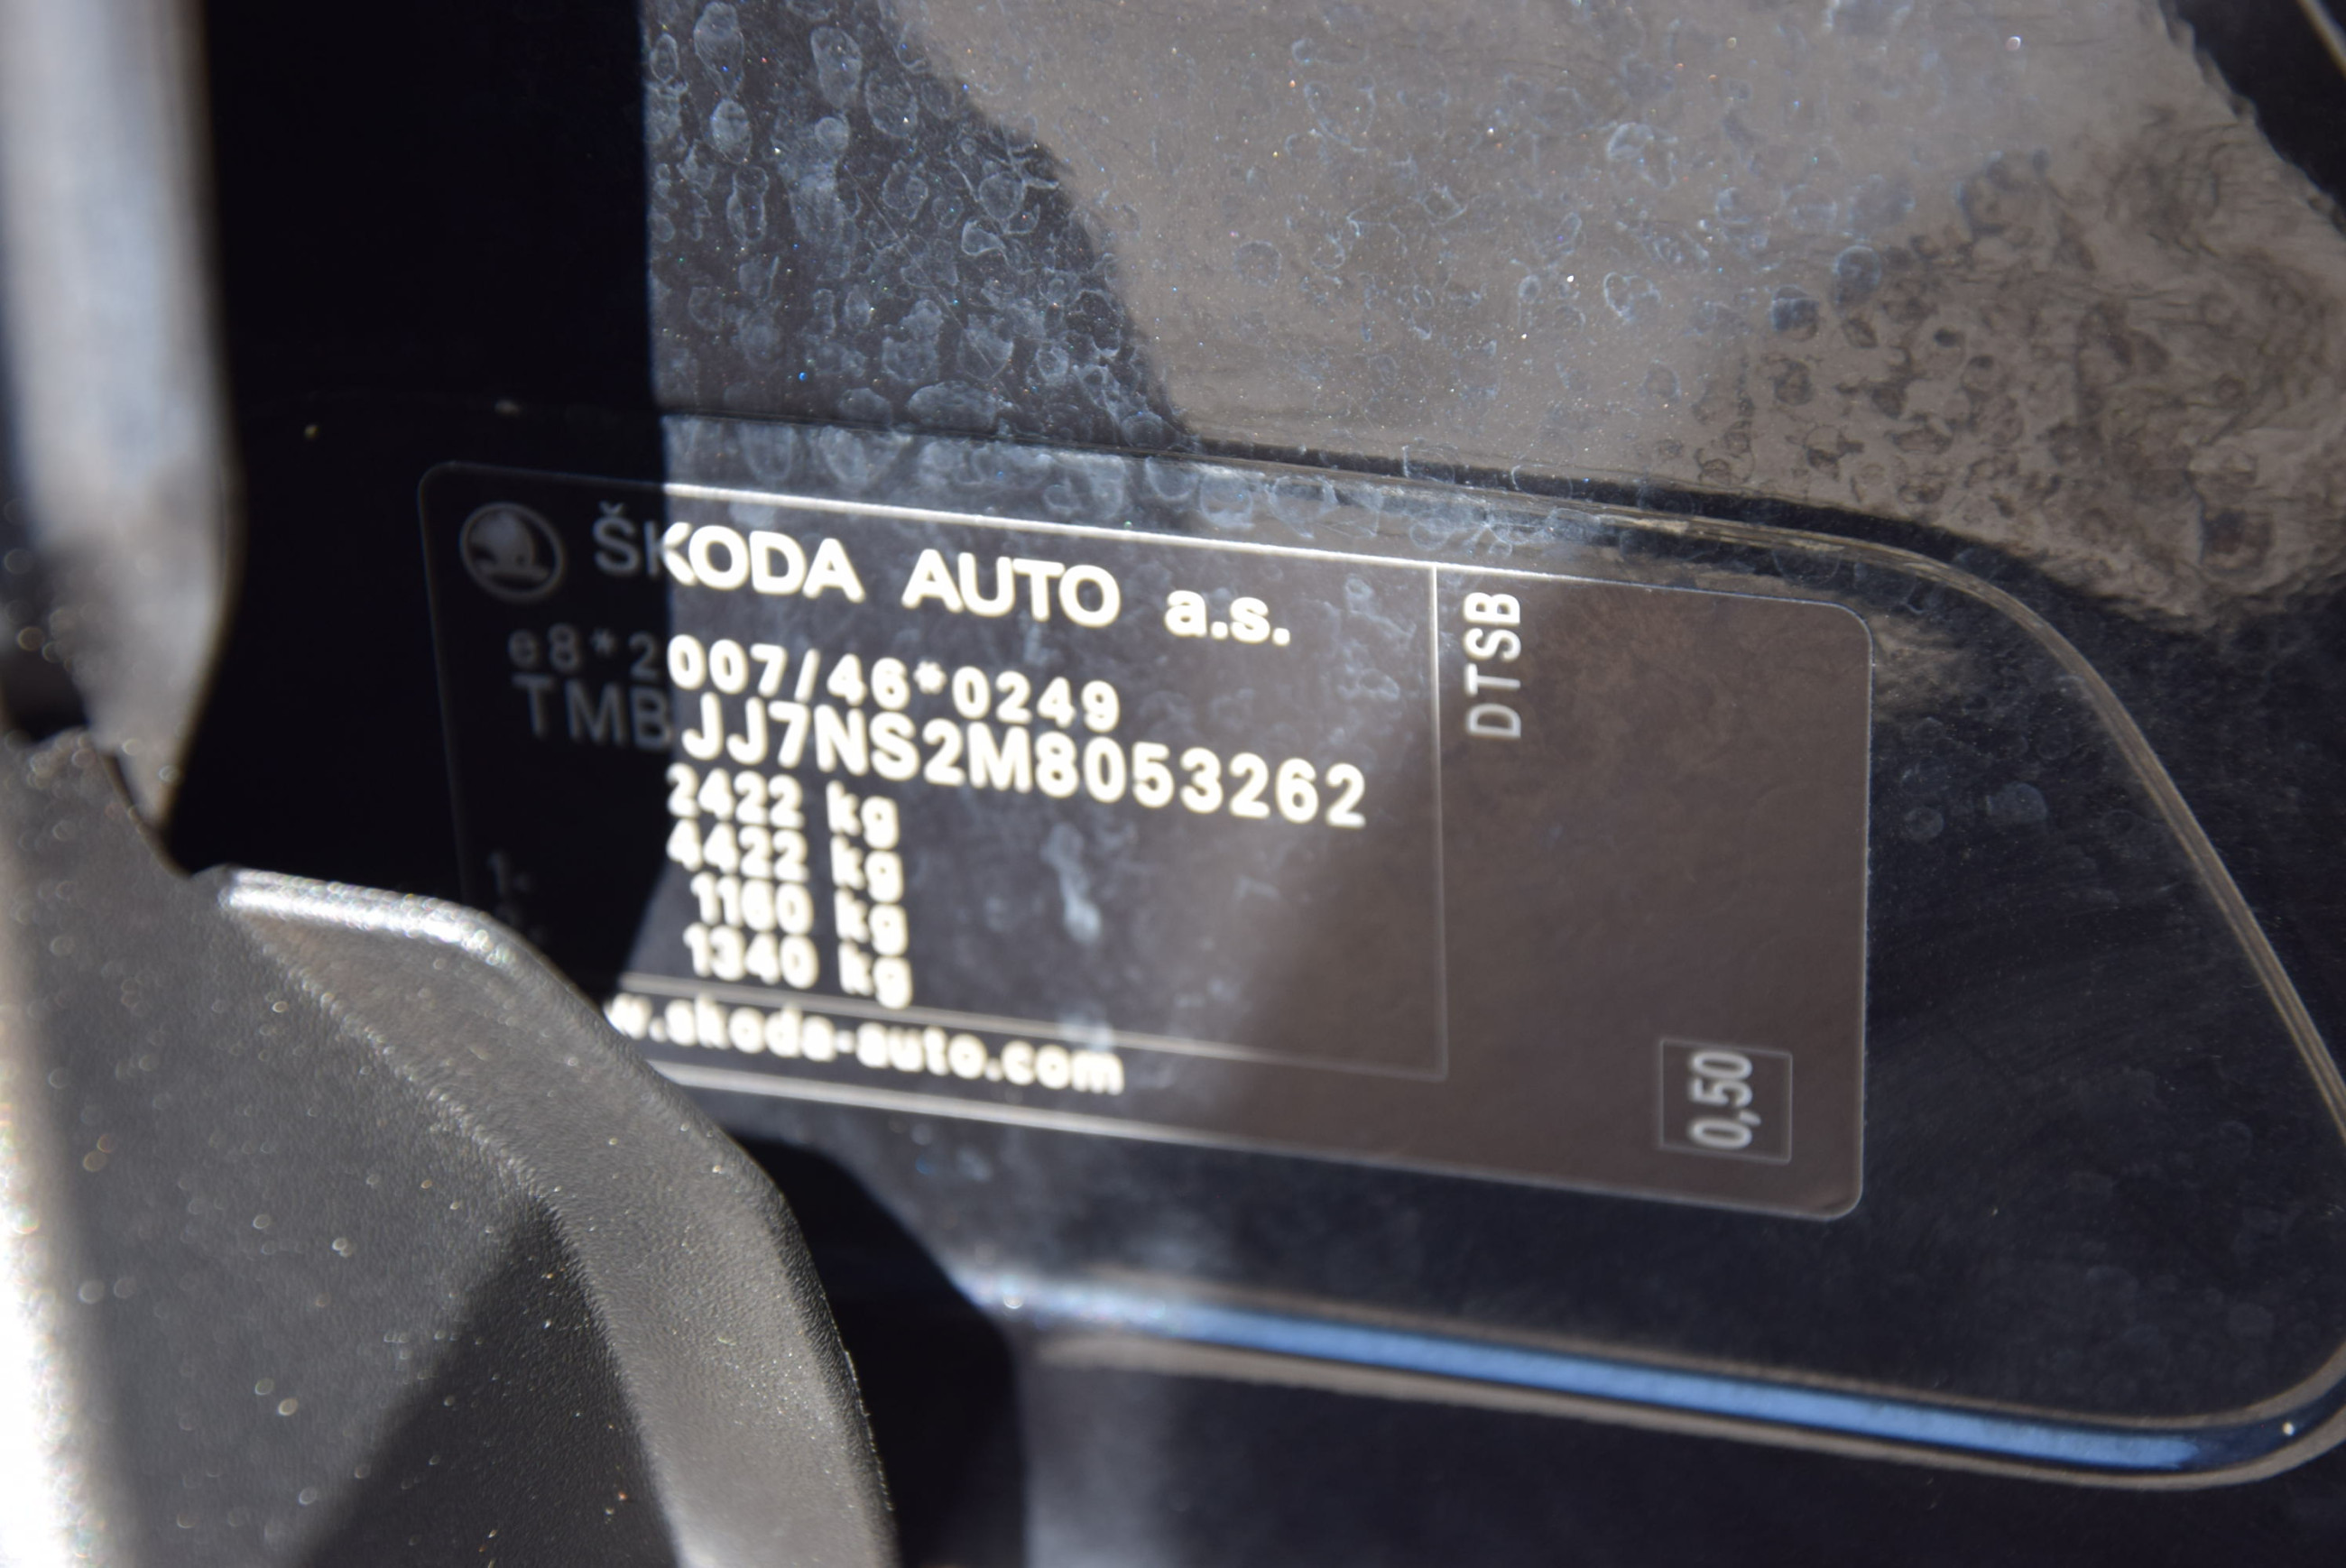 ŠKODA AUTO a.s.
e8*2007/46*0249
TMBJJ7NS2M8053262
2422 kg
4422 kg
1- 1160 kg
1340 kg
w.skoda-auto.com
DTSB
0,50